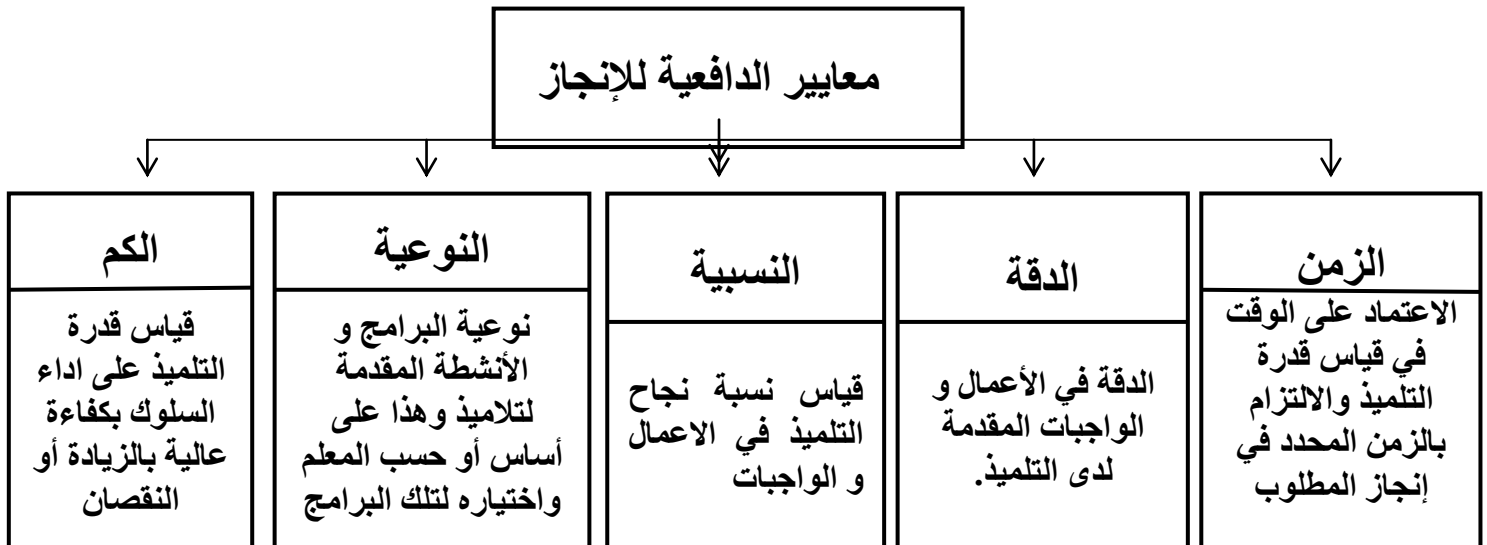 معايير الدافعية للإنجاز
الزمن
الاعتماد على الوقت
في قياس قدرة
التلميذ والالتزام
بالزمن المحدد في
إنجاز المطلوب
الدقة
الدقة في الأعمال و
الواجبات المقدمة
لدى التلميذ.
النسبية
قياس نسبة نجاح
التلميذ في الاعمال
و الواجبات
النوعية
نوعية البرامج و
الأنشطة المقدمة
لتلاميذ وهذا على
أساس أو حسب المعلم
واختياره لتلك البرامج
الكم
قياس قدرة
التلميذ على اداء
السلوك بكفاءة
عالية بالزيادة أو
النقصان